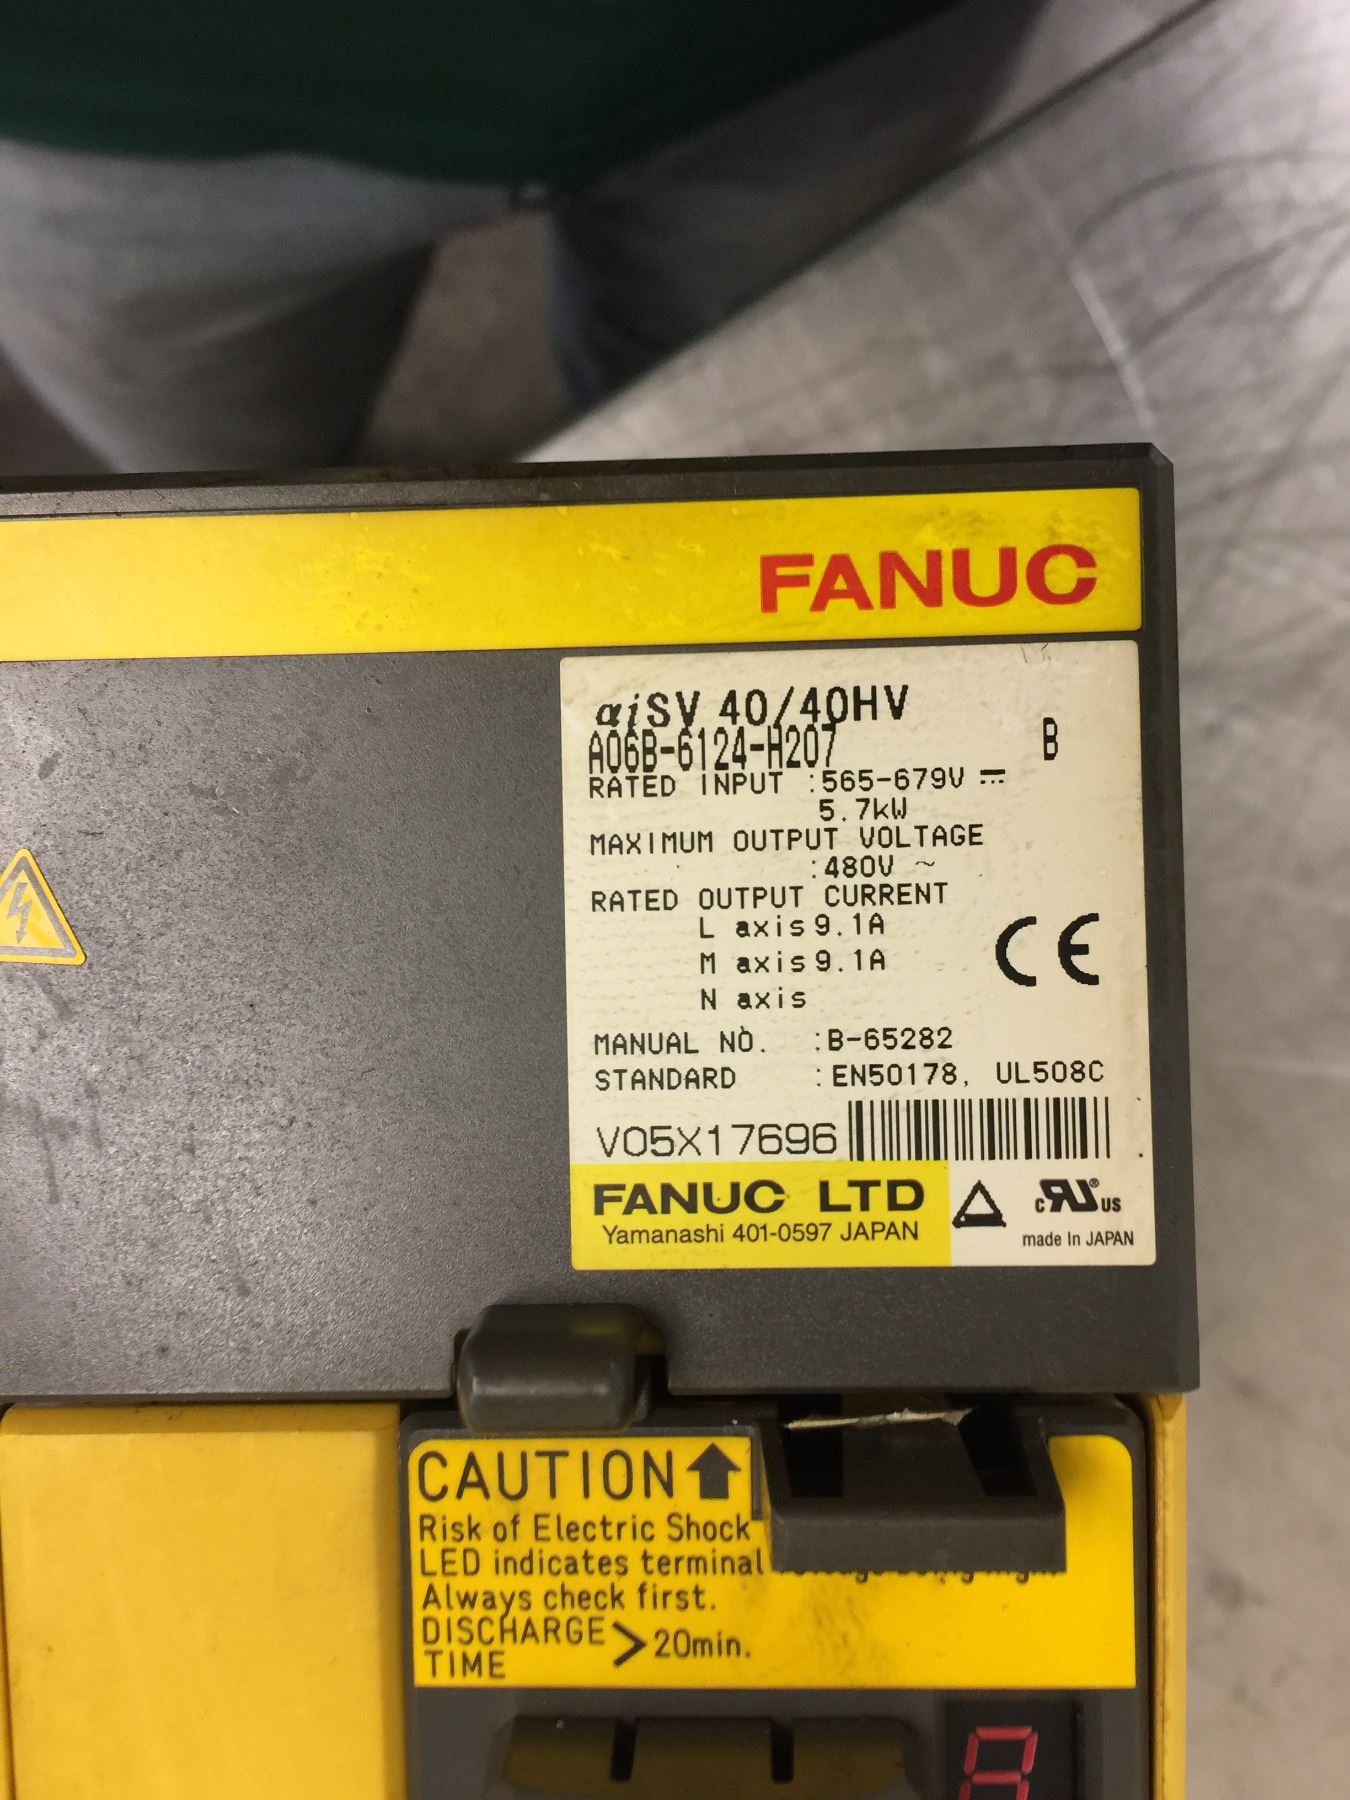 FANUC
αiSV 40/40HV
A06B-6124-H207 B
RATED INPUT :565-679V ⎓
5.7kW
MAXIMUM OUTPUT VOLTAGE
:480V ~
RATED OUTPUT CURRENT
L axis 9.1A
M axis 9.1A
N axis
CE
MANUAL NO. :B-65282
STANDARD :EN50178, UL508C
V05X17696
FANUC LTD
Yamanashi 401-0597 JAPAN
c RU ® US
made In JAPAN
CAUTION
Risk of Electric Shock
LED indicates terminal
Always check first.
DISCHARGE
TIME > 20min.